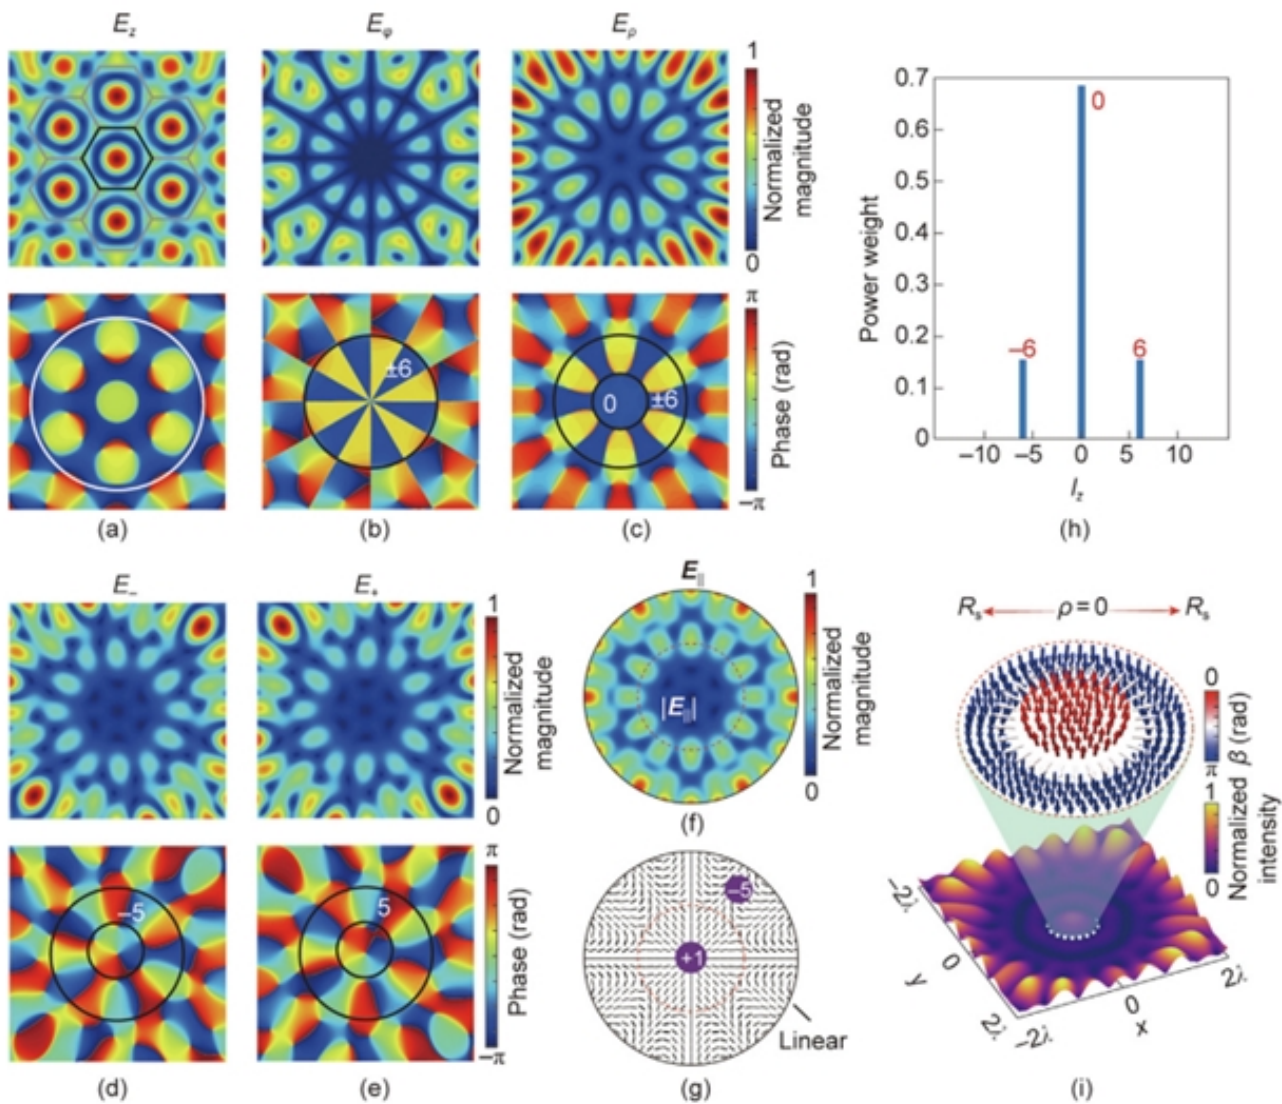 E_z
E_φ
E_ρ
1
Normalized
magnitude
0
π
±6
0
±6
Phase (rad)
−π
(a)
(b)
(c)
0.7
0
0.6
0.5
0.4
0.3
0.2
−6
6
0.1
0
Power weight
−10
−5
0
5
10
l_z
(h)
E_−
E_+
1
Normalized
magnitude
0
π
−5
5
Phase (rad)
−π
(d)
(e)
E_||
1
|E_||||
Normalized
magnitude
0
(f)
−5
+1
Linear
(g)
R_s
ρ = 0
R_s
0
β (rad)
π
1
Normalized
intensity
0
−2λ
0
2λ
y
−2λ
0
2λ
x
(i)